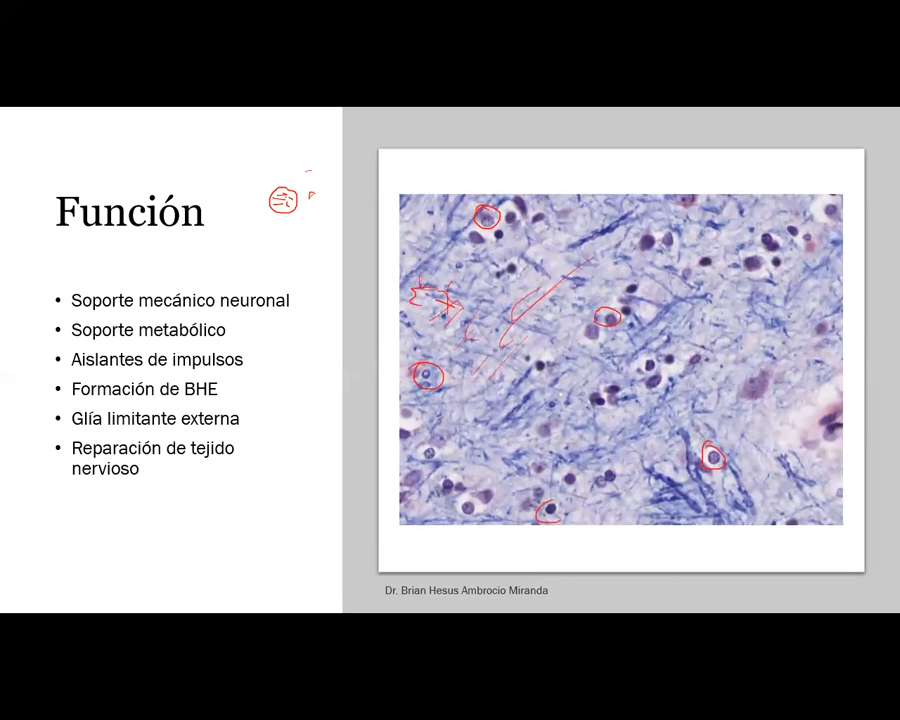 Función
• Soporte mecánico neuronal
• Soporte metabólico
• Aislantes de impulsos
• Formación de BHE
• Glía limitante externa
• Reparación de tejido
nervioso
Dr. Brian Hesus Ambrocio Miranda